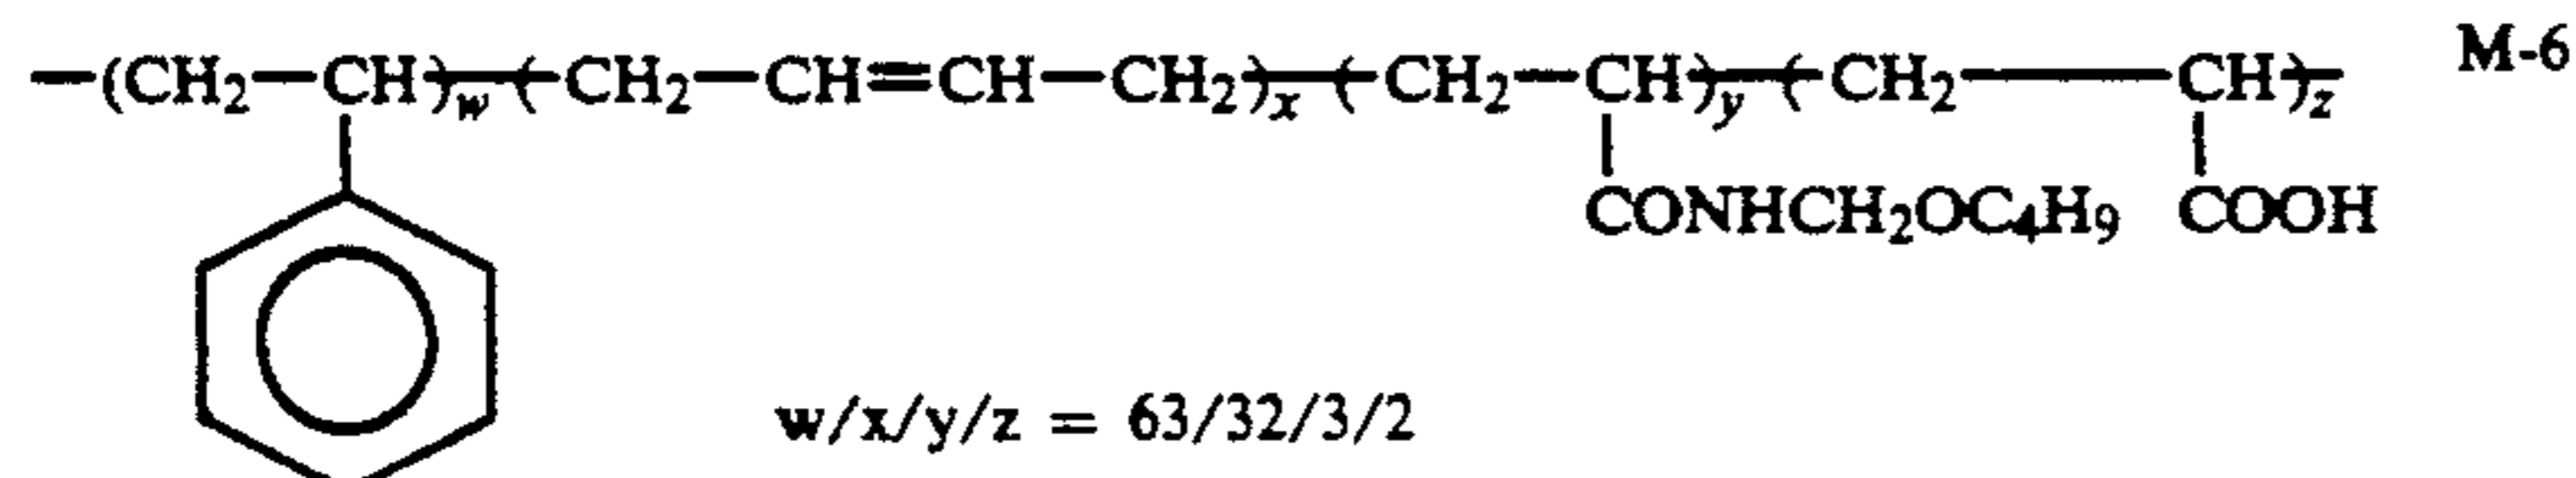 —(CH₂—CH)w—(CH₂—CH=CH—CH₂)x—(CH₂—CH)y—(CH₂—CH)z— M-6
CONHCH₂OC₄H₉ COOH
w/x/y/z = 63/32/3/2